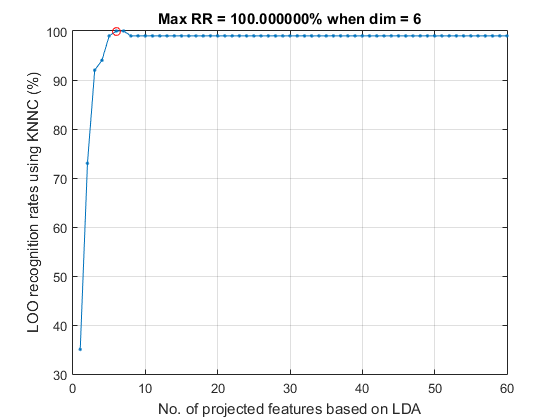 Max RR = 100.000000% when dim = 6
100
90
80
70
60
50
40
30
LOO recognition rates using KNNC (%)
0 10 20 30 40 50 60
No. of projected features based on LDA